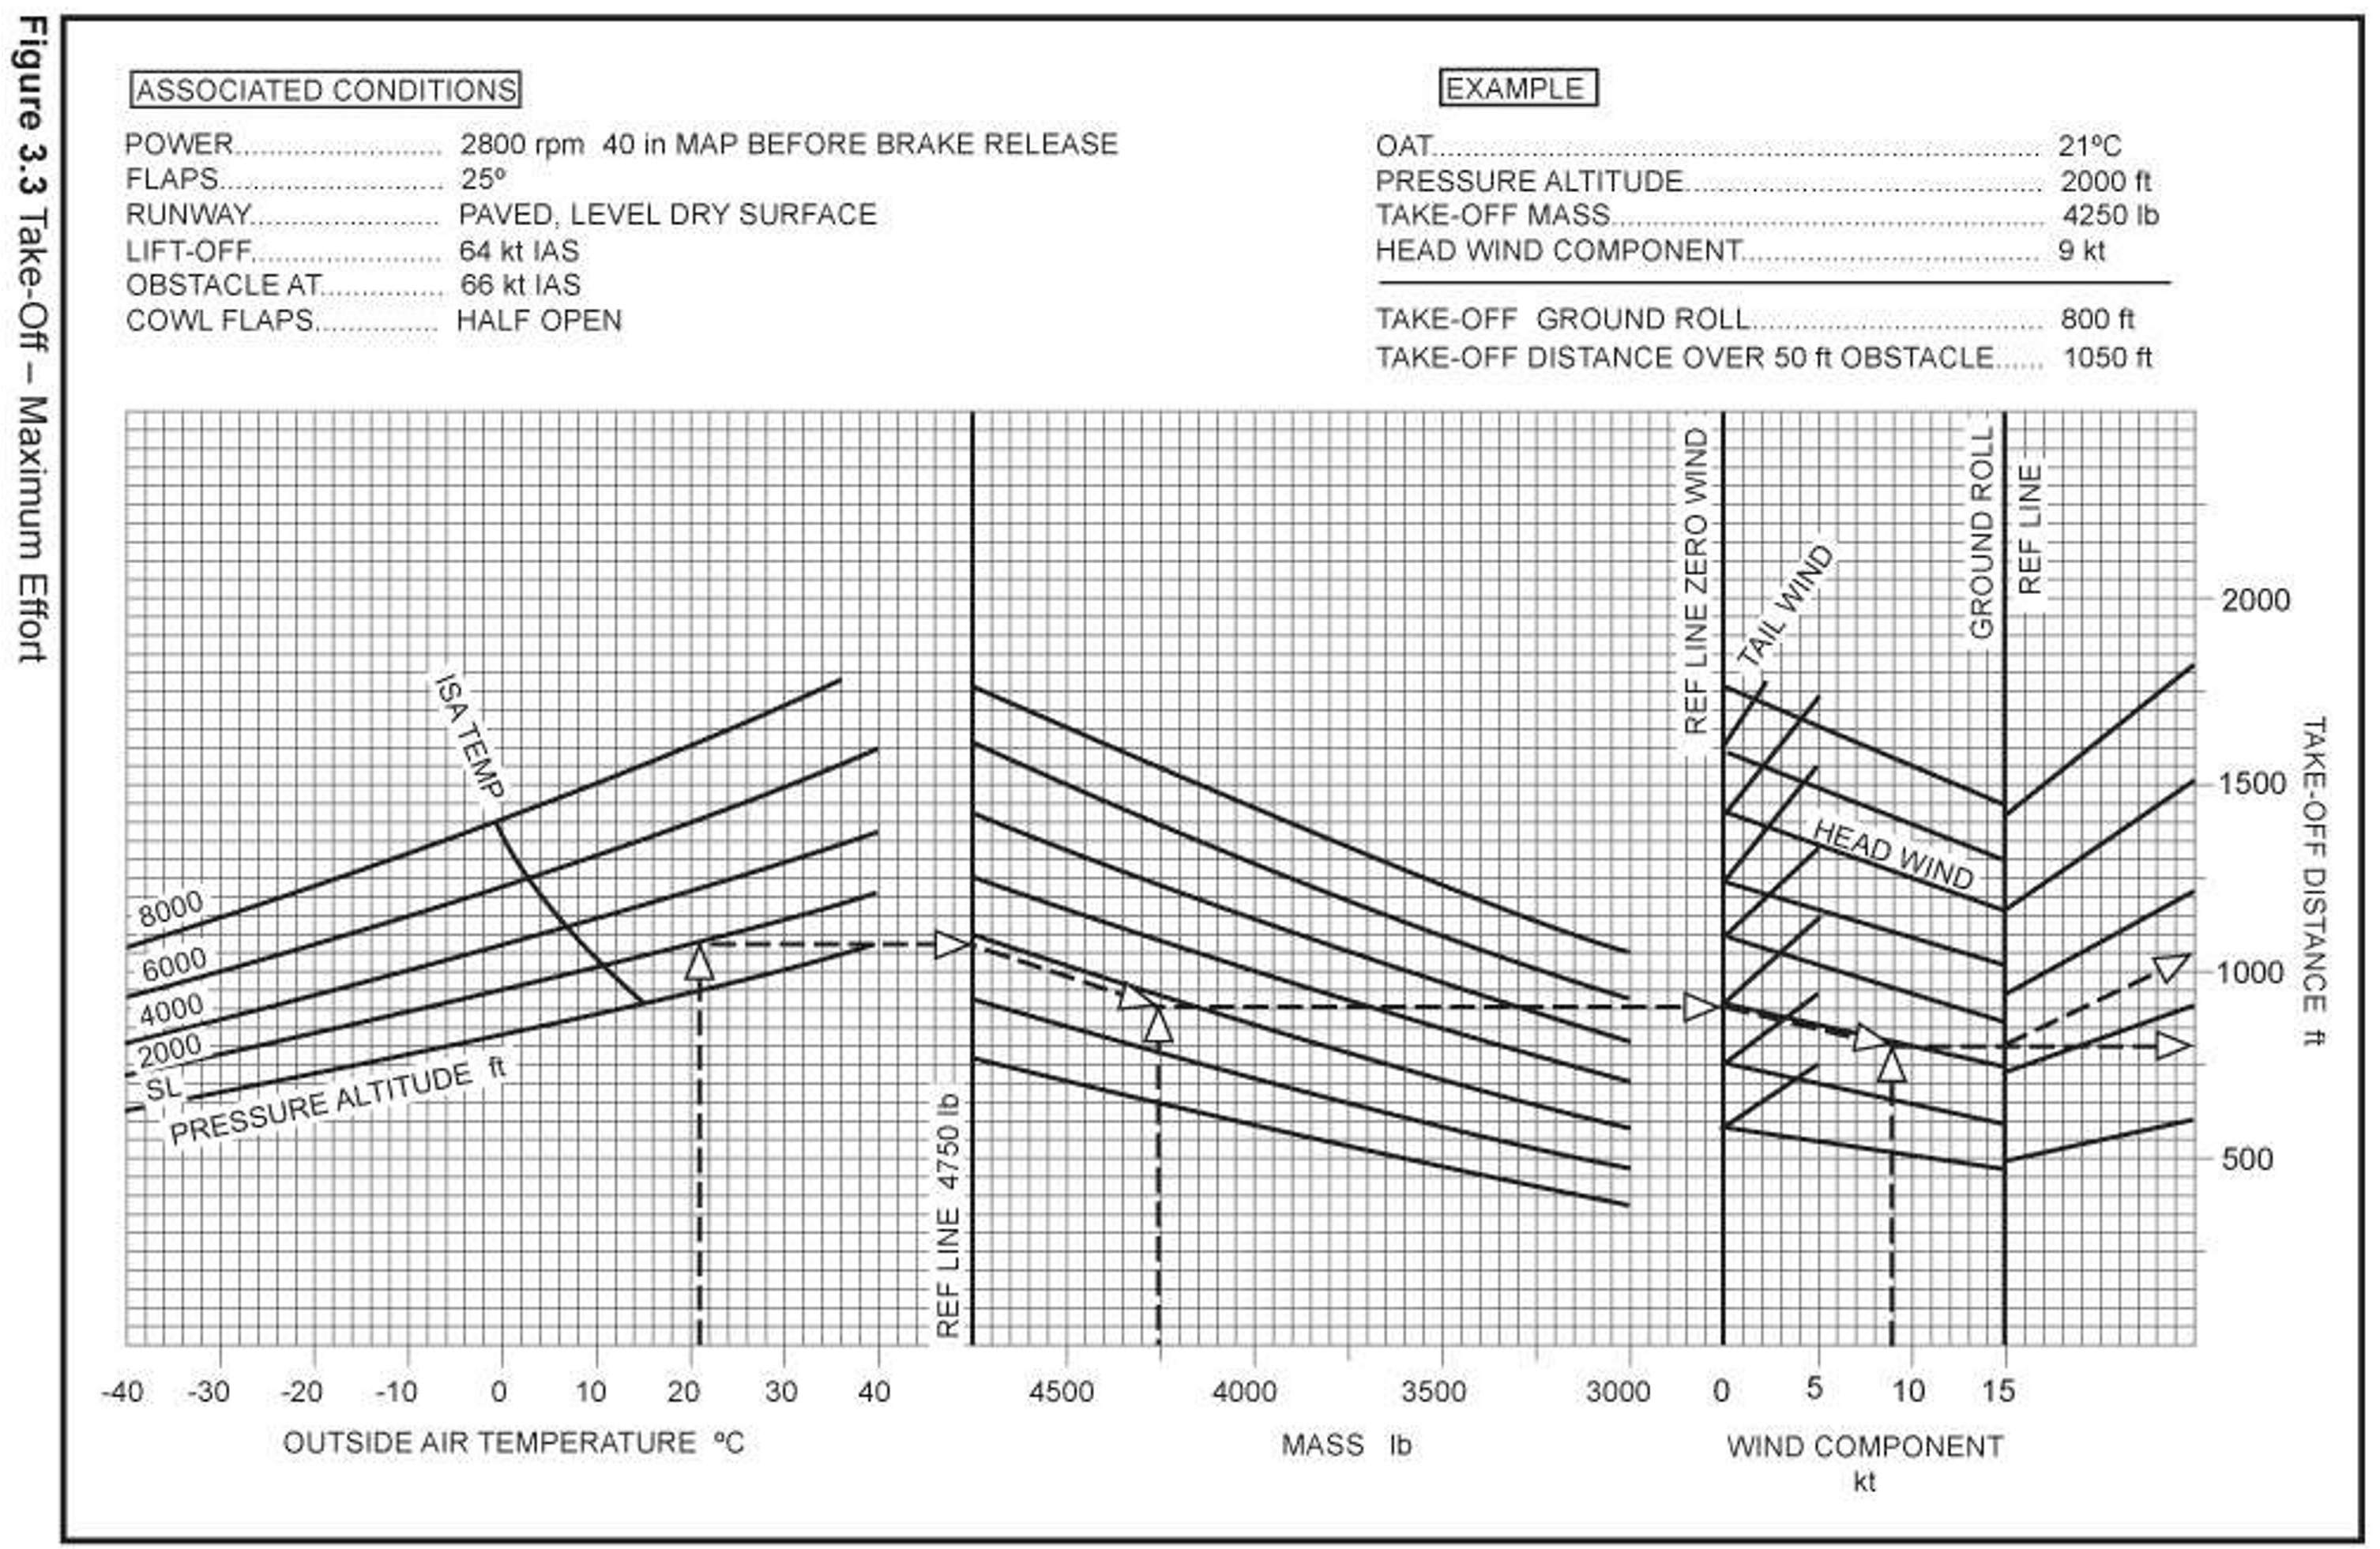 Figure 3.3 Take-Off – Maximum Effort
ASSOCIATED CONDITIONS
POWER........................ 2800 rpm 40 in MAP BEFORE BRAKE RELEASE
FLAPS......................... 25º
RUNWAY..................... PAVED, LEVEL DRY SURFACE
LIFT-OFF..................... 64 kt IAS
OBSTACLE AT.............. 66 kt IAS
COWL FLAPS.............. HALF OPEN
EXAMPLE
OAT..................................................................... 21ºC
PRESSURE ALTITUDE........................................ 2000 ft
TAKE-OFF MASS................................................ 4250 lb
HEAD WIND COMPONENT................................. 9 kt
TAKE-OFF GROUND ROLL................................. 800 ft
TAKE-OFF DISTANCE OVER 50 ft OBSTACLE...... 1050 ft
ISA TEMP
8000
6000
4000
2000
SL
PRESSURE ALTITUDE ft
REF LINE 4750 lb
REF LINE ZERO WIND
TAIL WIND
HEAD WIND
GROUND ROLL
REF LINE
2000
1500
1000
500
TAKE-OFF DISTANCE ft
-40 -30 -20 -10 0 10 20 30 40 4500 4000 3500 3000 0 5 10 15
OUTSIDE AIR TEMPERATURE ºC
MASS lb
WIND COMPONENT
kt